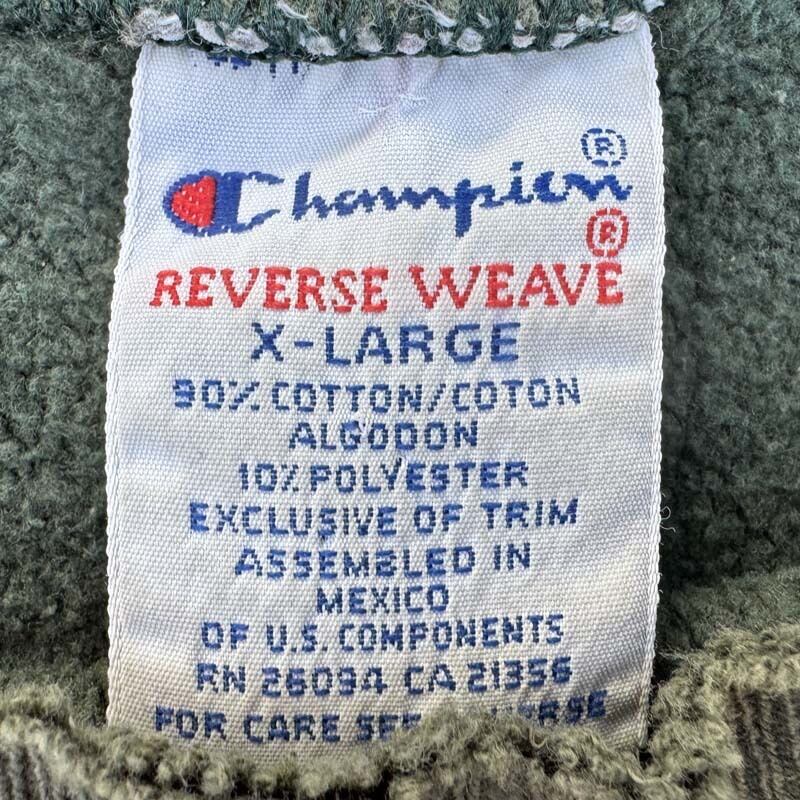 Champion®
®
REVERSE WEAVE
X-LARGE
90% COTTON/COTON
ALGODON
10% POLYESTER
EXCLUSIVE OF TRIM
ASSEMBLED IN
MEXICO
OF U.S. COMPONENTS
RN 26094 CA 21356
FOR CARE SEE